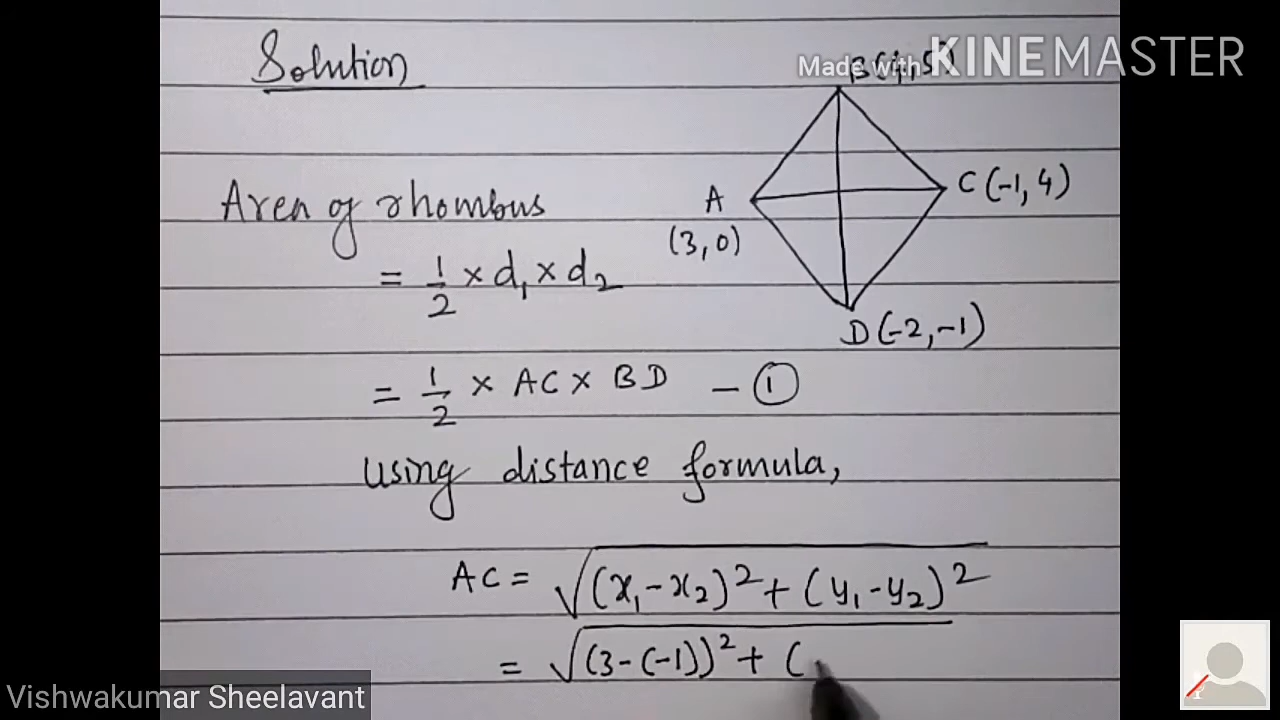 Solution
Made with KINEMASTER
C(-1, 4)
A
(3, 0)
D(-2, -1)
Area of rhombus
= 1/2 × d₁ × d₂
= 1/2 × AC × BD — ①
using distance formula,
AC = √(x₁ - x₂)² + (y₁ - y₂)²
= √(3 - (-1))² + (
Vishwakumar Sheelavant